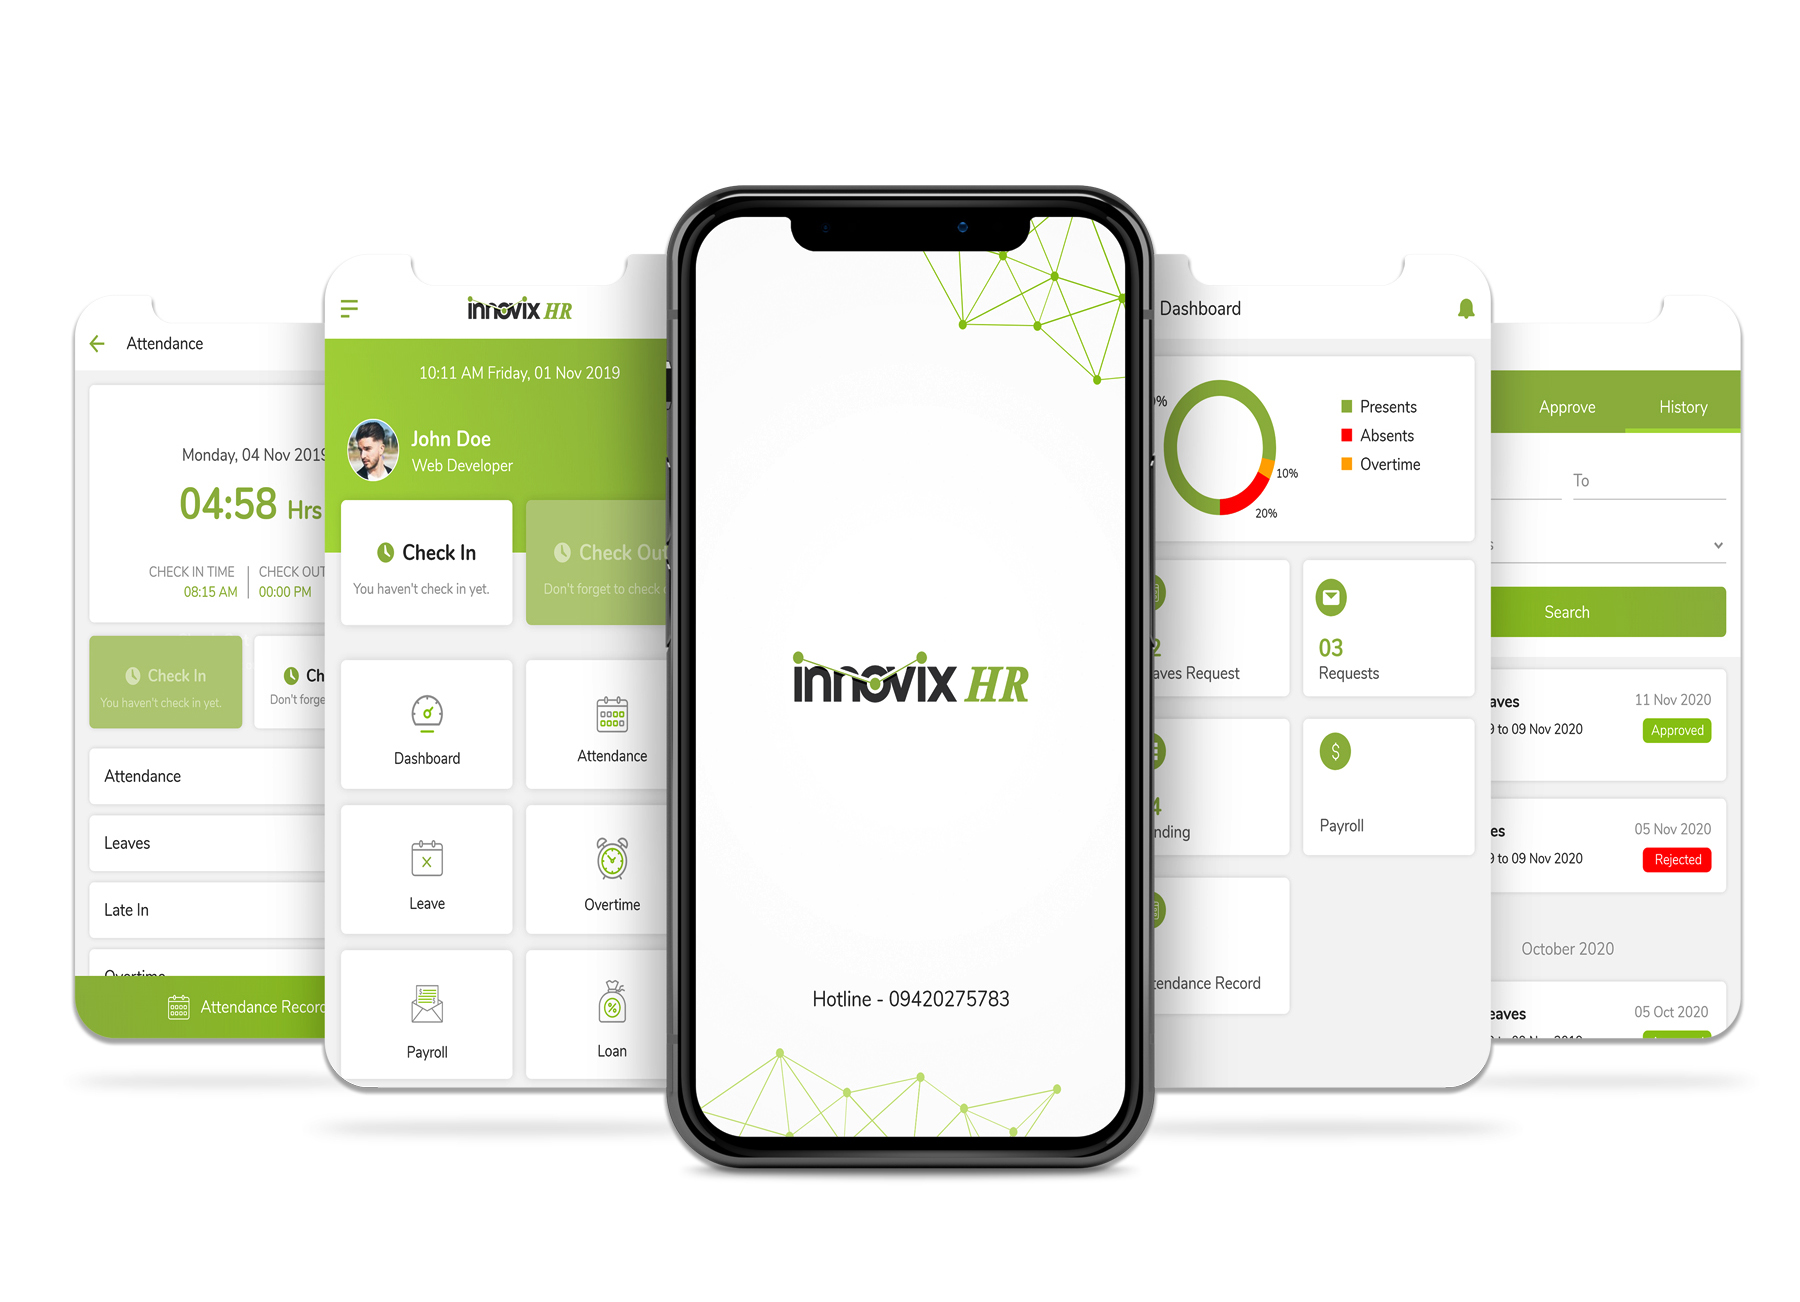 Attendance
Monday, 04 Nov 2019
04:58 Hrs
CHECK IN TIME
CHECK OUT
08:15 AM
00:00 PM
Check In
You haven't check in yet.
Ch
Don't forge
Attendance
Leaves
Late In
Overtime
Attendance Record
innovix HR
10:11 AM Friday, 01 Nov 2019
John Doe
Web Developer
Check In
You haven't check in yet.
Check Out
Don't forget to check
Dashboard
Attendance
Leave
Overtime
Payroll
Loan
innovix HR
Hotline - 09420275783
Dashboard
Presents
Absents
Overtime
10%
20%
2
aves Request
03
Requests
4
nding
Payroll
tendance Record
Approve
History
To
s
Search
aves
11 Nov 2020
9 to 09 Nov 2020
Approved
es
05 Nov 2020
9 to 09 Nov 2020
Rejected
October 2020
eaves
05 Oct 2020